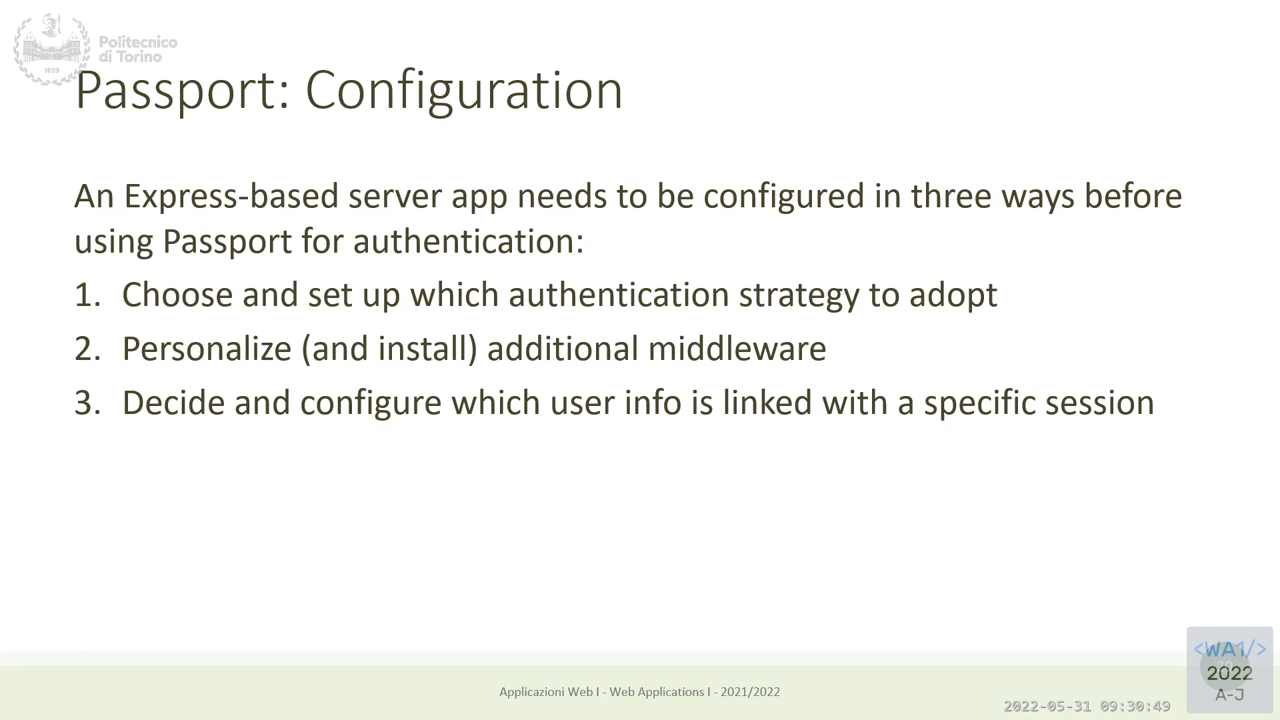 Politecnico
di Torino
1859
Passport: Configuration
An Express-based server app needs to be configured in three ways before
using Passport for authentication:
1. Choose and set up which authentication strategy to adopt
2. Personalize (and install) additional middleware
3. Decide and configure which user info is linked with a specific session
Applicazioni Web I - Web Applications I - 2021/2022
2022-05-31 09:30:49
<WA1/>
2022
A-J